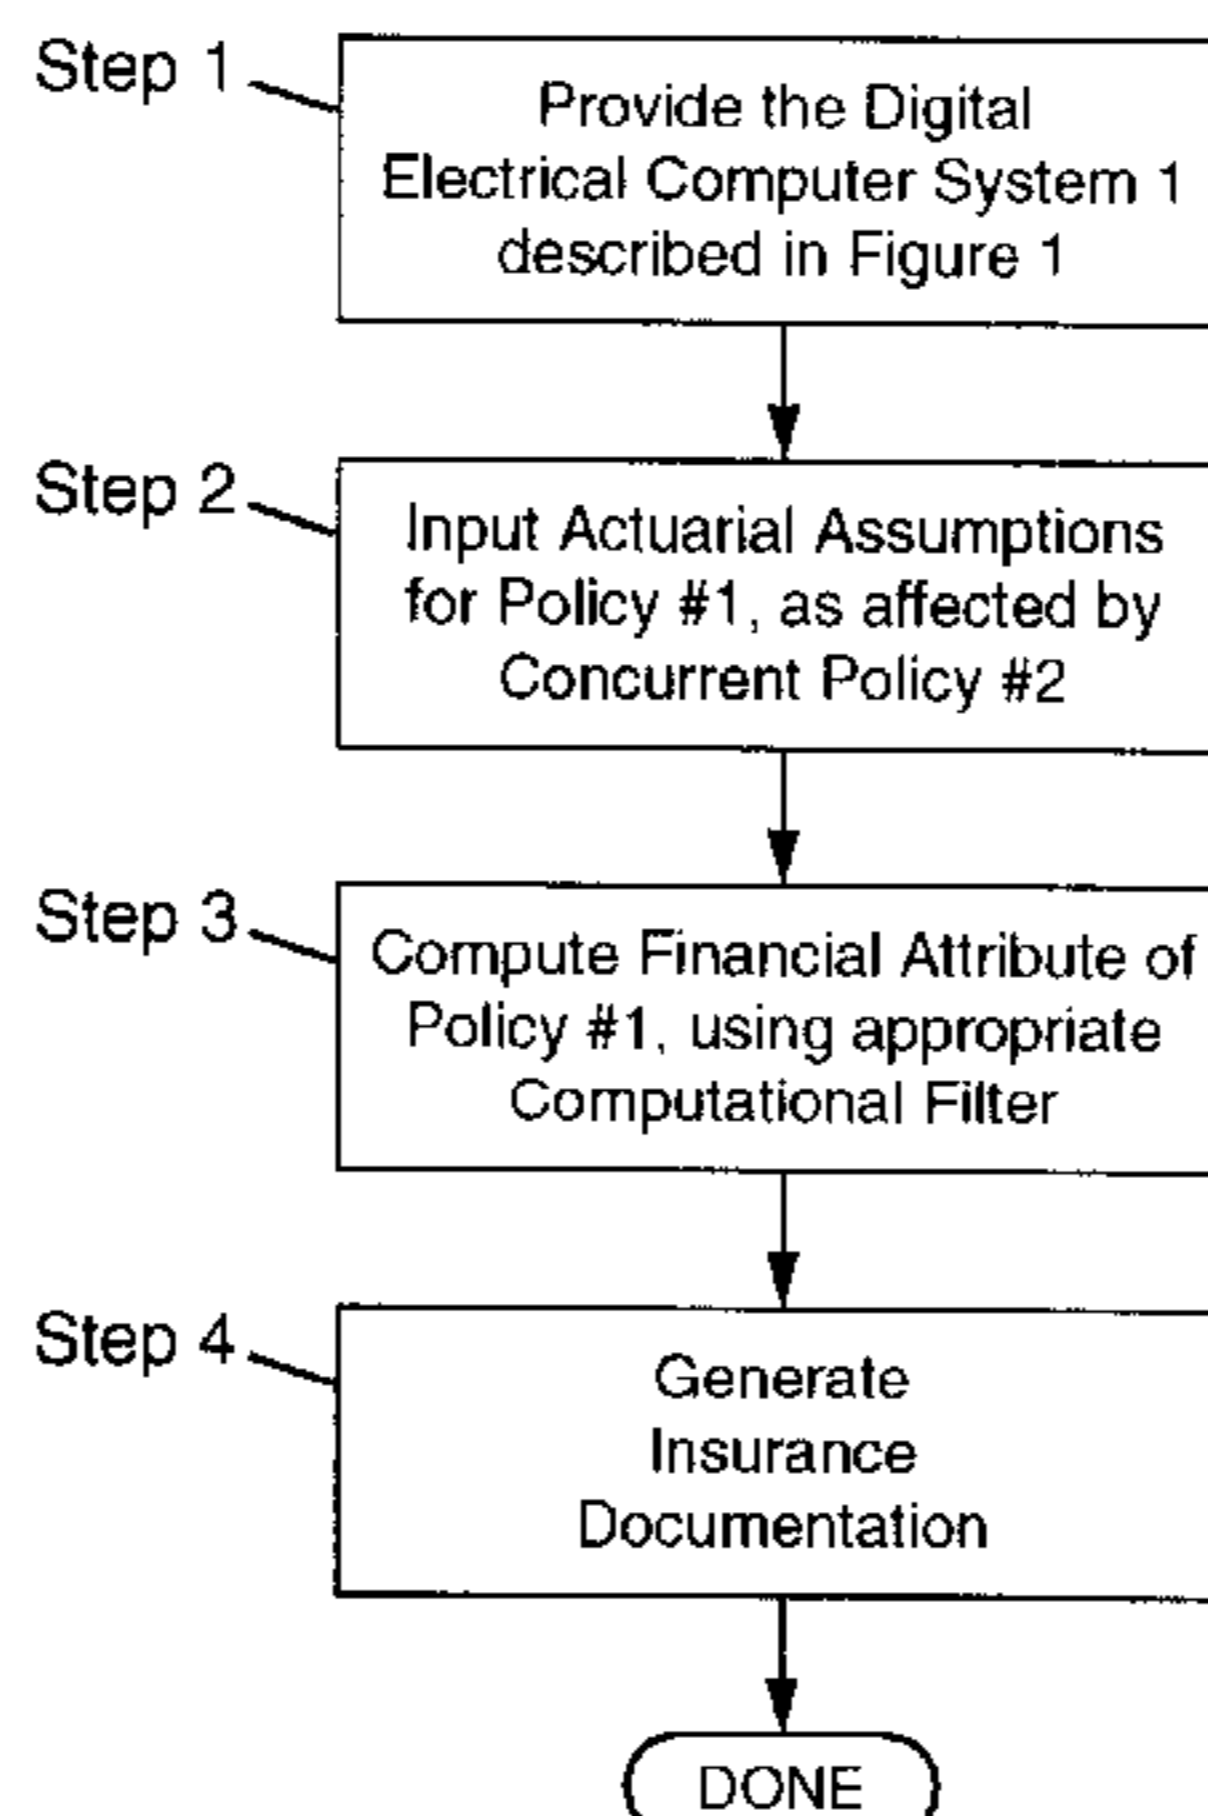 Step 1
Provide the Digital
Electrical Computer System 1
described in Figure 1
Step 2
Input Actuarial Assumptions
for Policy #1, as affected by
Concurrent Policy #2
Step 3
Compute Financial Attribute of
Policy #1, using appropriate
Computational Filter
Step 4
Generate
Insurance
Documentation
DONE